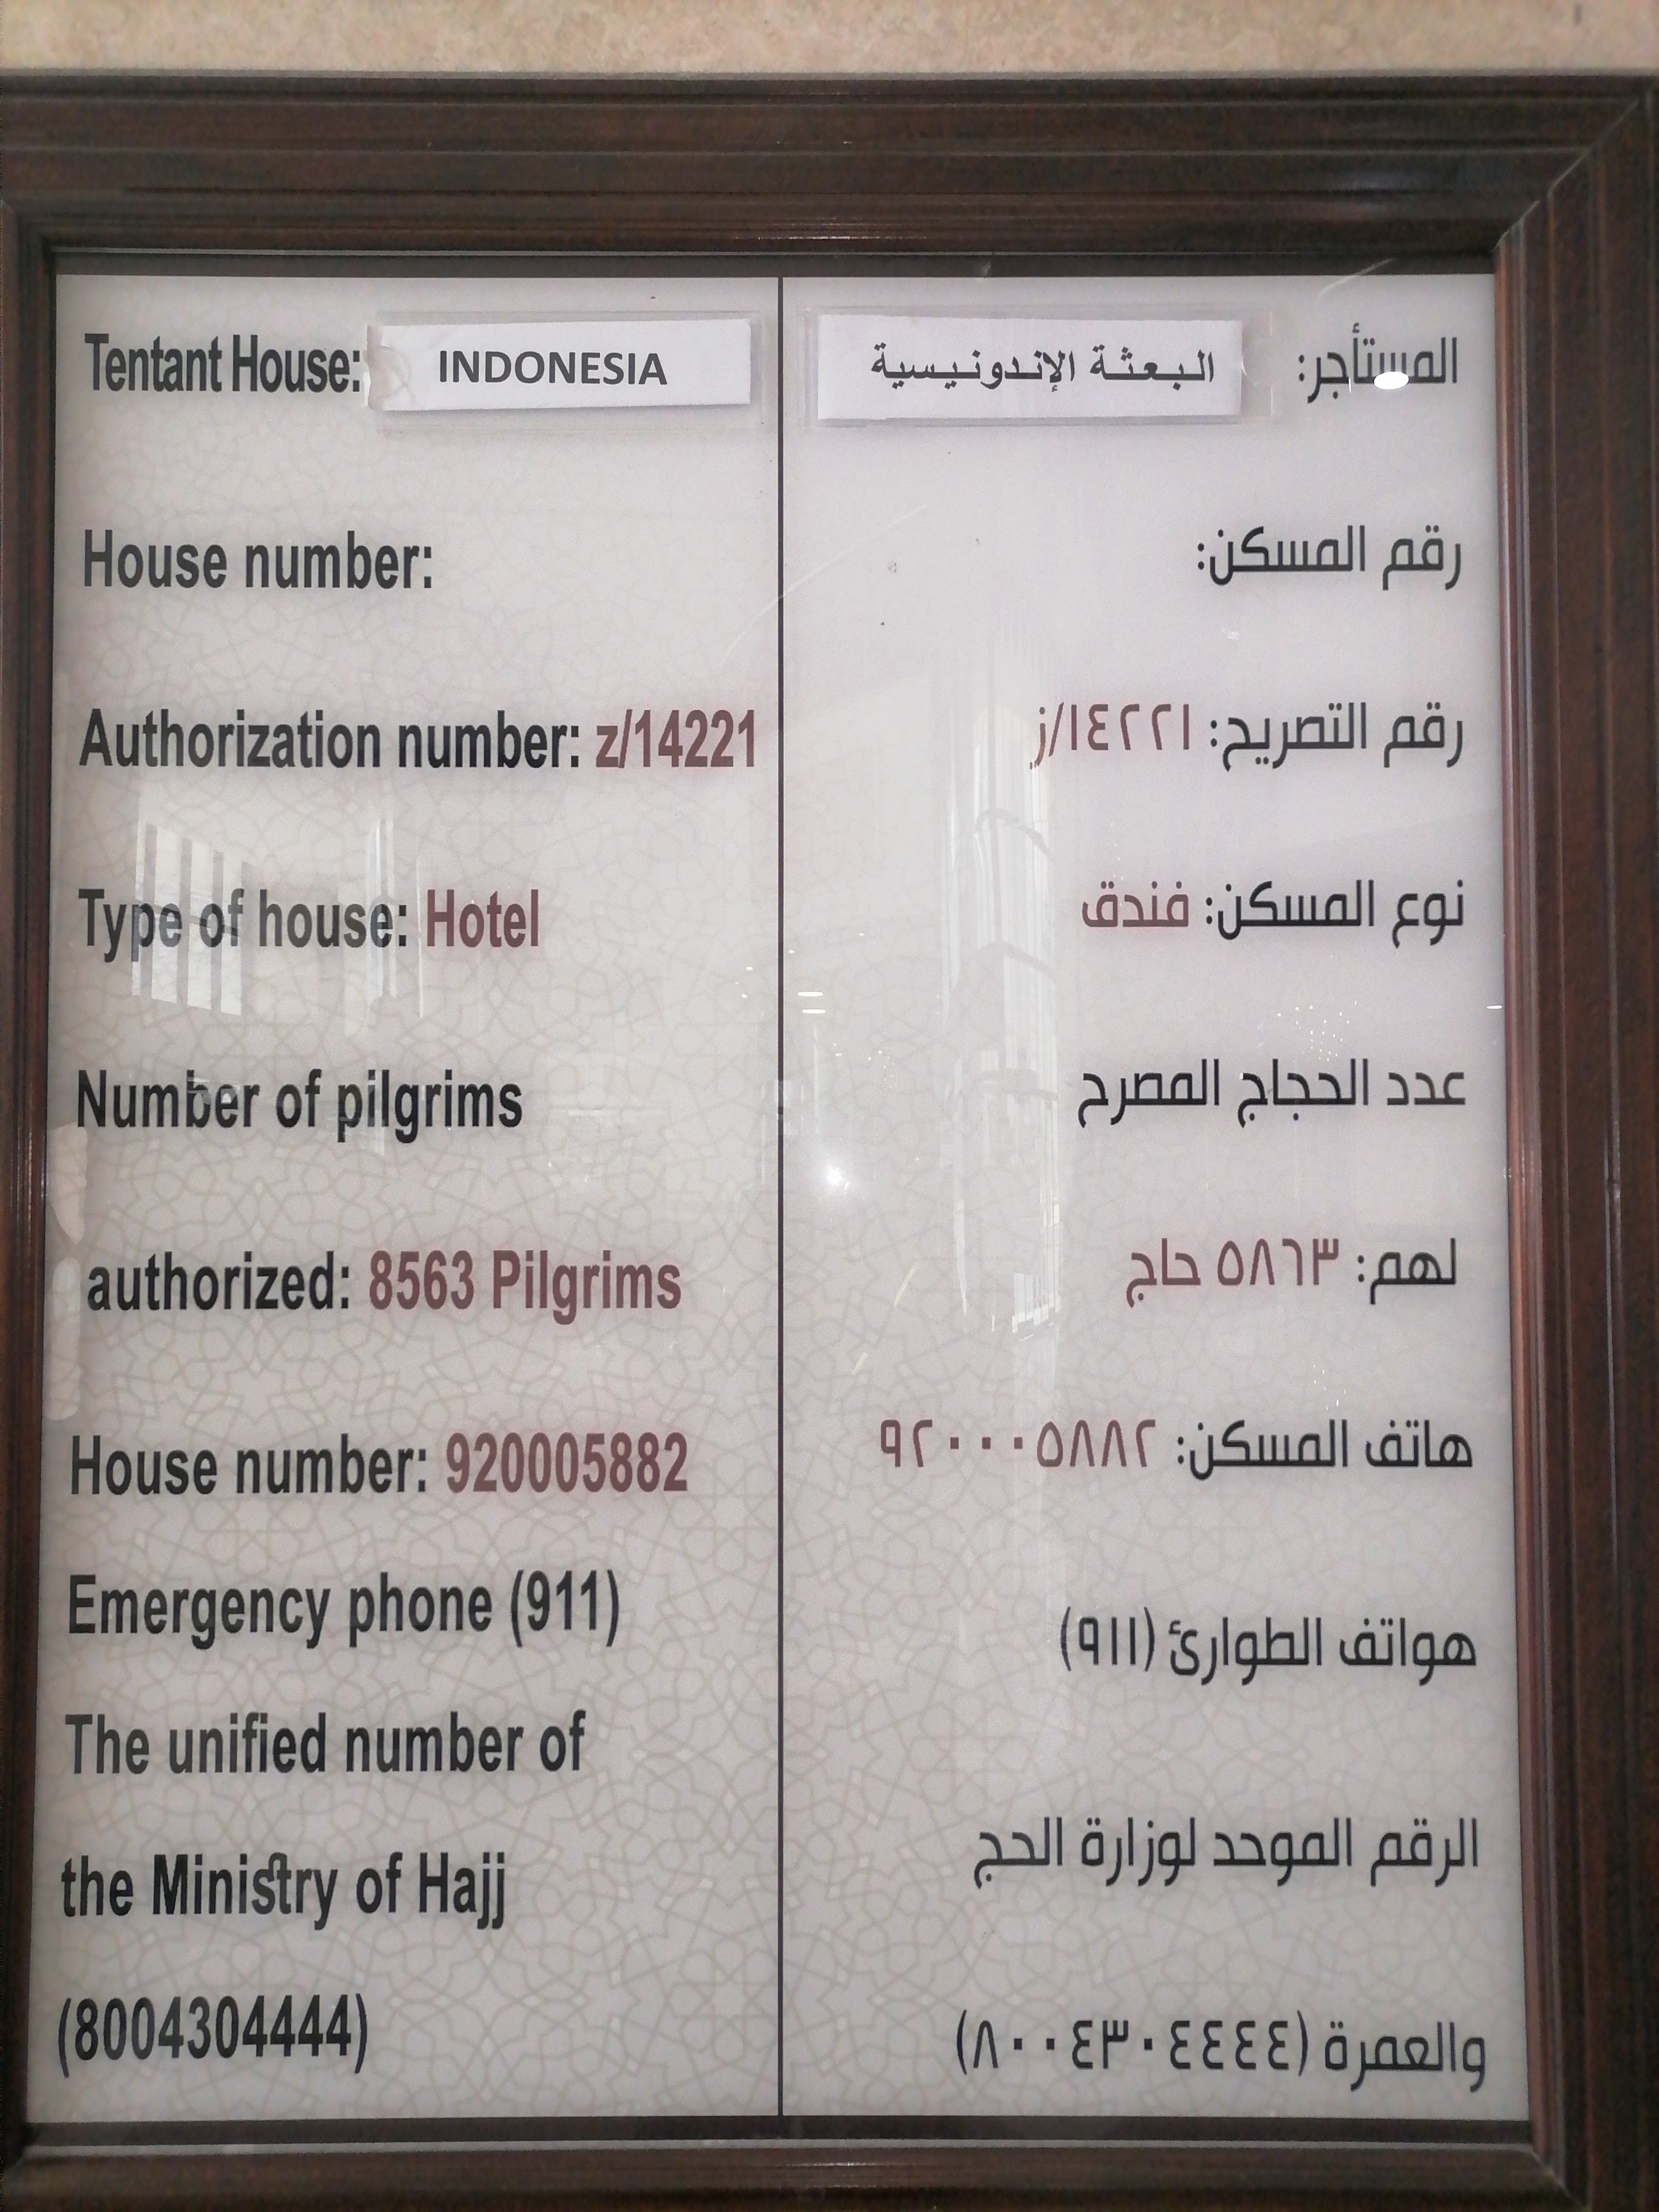 Tentant House: INDONESIA
House number:
Authorization number: z/14221
Type of house: Hotel
Number of pilgrims
authorized: 8563 Pilgrims
House number: 920005882
Emergency phone (911)
The unified number of
the Ministry of Hajj
(8004304444)
المستأجر: البعثة الإندونيسية
رقم المسكن:
رقم التصريح: ١٤٢٢١/ز
نوع المسكن: فندق
عدد الحجاج المصرح
لهم: ٥٨٦٣ حاج
هاتف المسكن: ٩٢٠٠٠٥٨٨٢
هواتف الطوارئ (٩١١)
الرقم الموحد لوزارة الحج
والعمرة (٨٠٠٤٣٠٤٤٤٤)